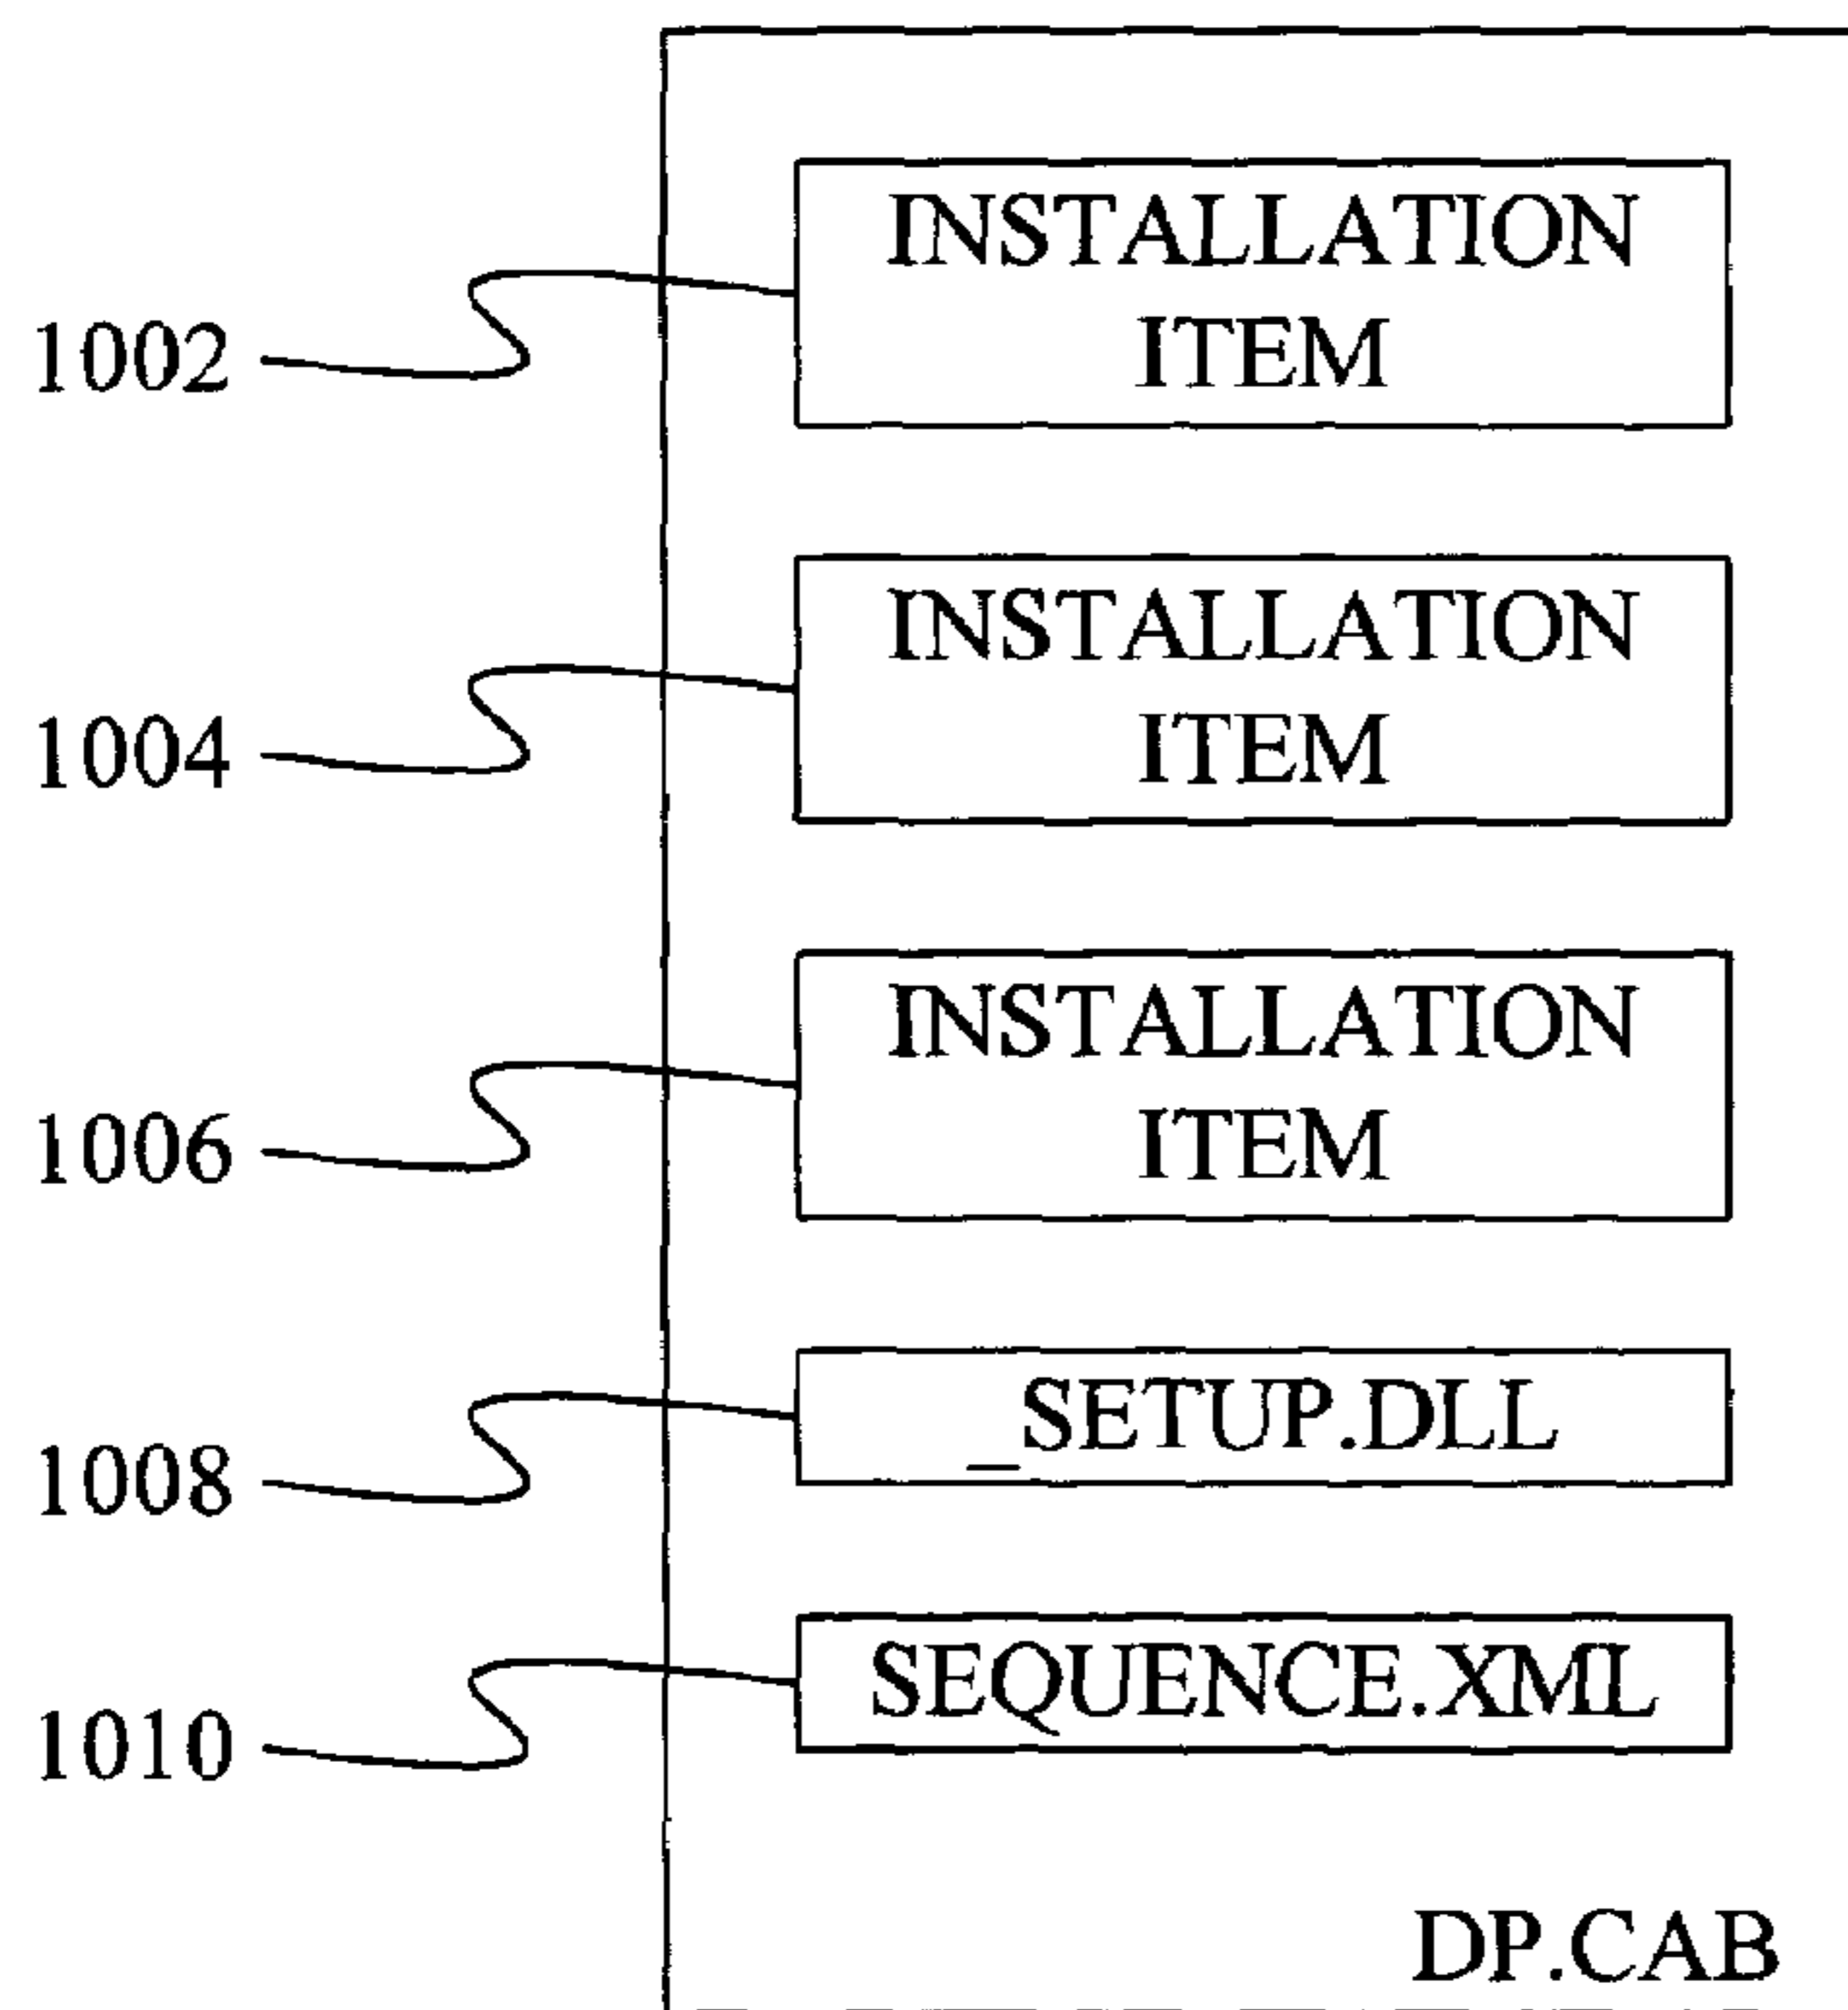 INSTALLATION
ITEM
1002
INSTALLATION
ITEM
1004
INSTALLATION
ITEM
1006
_SETUP.DLL
1008
SEQUENCE.XML
1010
DP.CAB